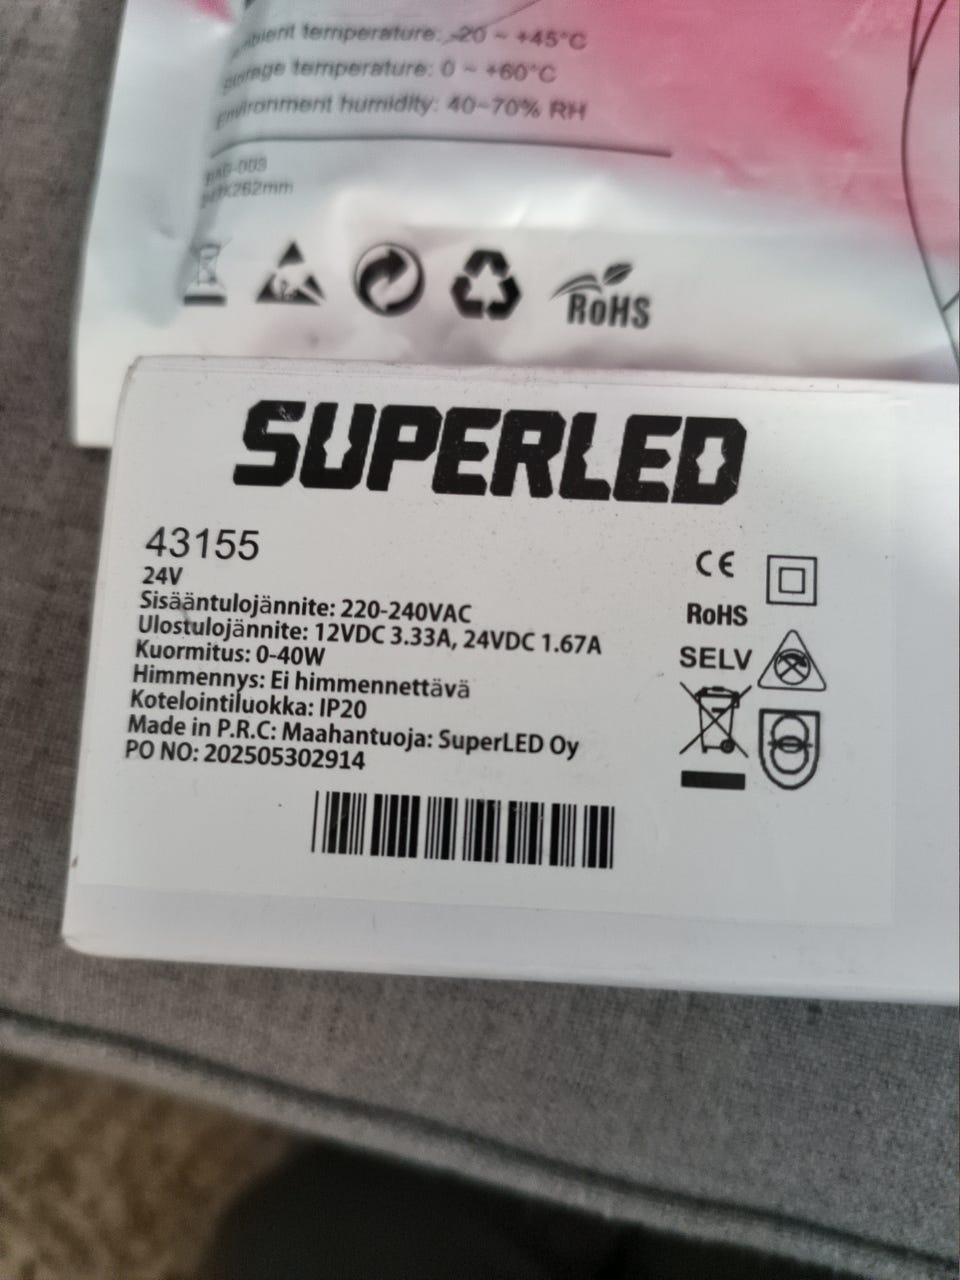 temperature: -20 ~ +45°C
temperature: 0 ~ +60°C
Environment humidity: 40~70% RH
RoHS
SUPERLED
43155
24V
Sisääntulojännite: 220-240VAC
Ulostulojännite: 12VDC 3.33A, 24VDC 1.67A
Kuormitus: 0-40W
Himmennys: Ei himmennettävä
Kotelointiluokka: IP20
Made in P.R.C: Maahantuoja: SuperLED Oy
PO NO: 202505302914
CE
RoHS
SELV